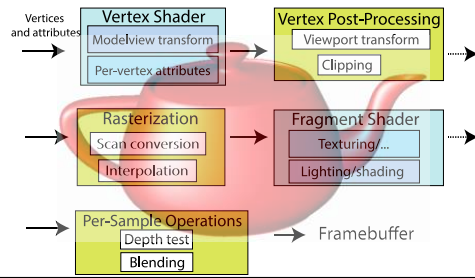 Vertices
and attributes
Vertex Shader
Modelview transform
Per-vertex attributes
Vertex Post-Processing
Viewport transform
Clipping
Rasterization
Scan conversion
Interpolation
Fragment Shader
Texturing/...
Lighting/shading
Per-Sample Operations
Depth test
Blending
Framebuffer